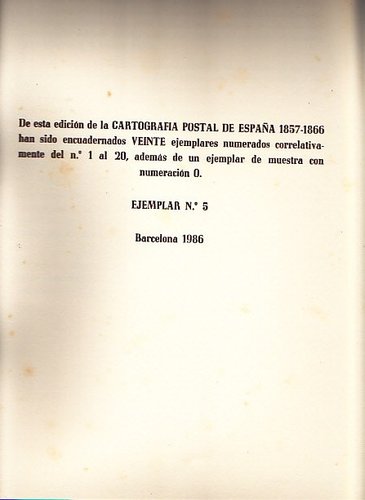 De esta edición de la CARTOGRAFIA POSTAL DE ESPAÑA 1857-1866
han sido encuadernados VEINTE ejemplares numerados correlativa-
mente del n.º 1 al 20, además de un ejemplar de muestra con
numeración 0.
EJEMPLAR N.º 5
Barcelona 1986